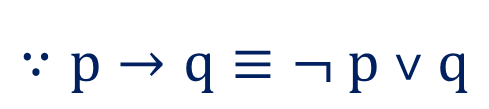 ∵ p → q ≡ ¬ p ∨ q